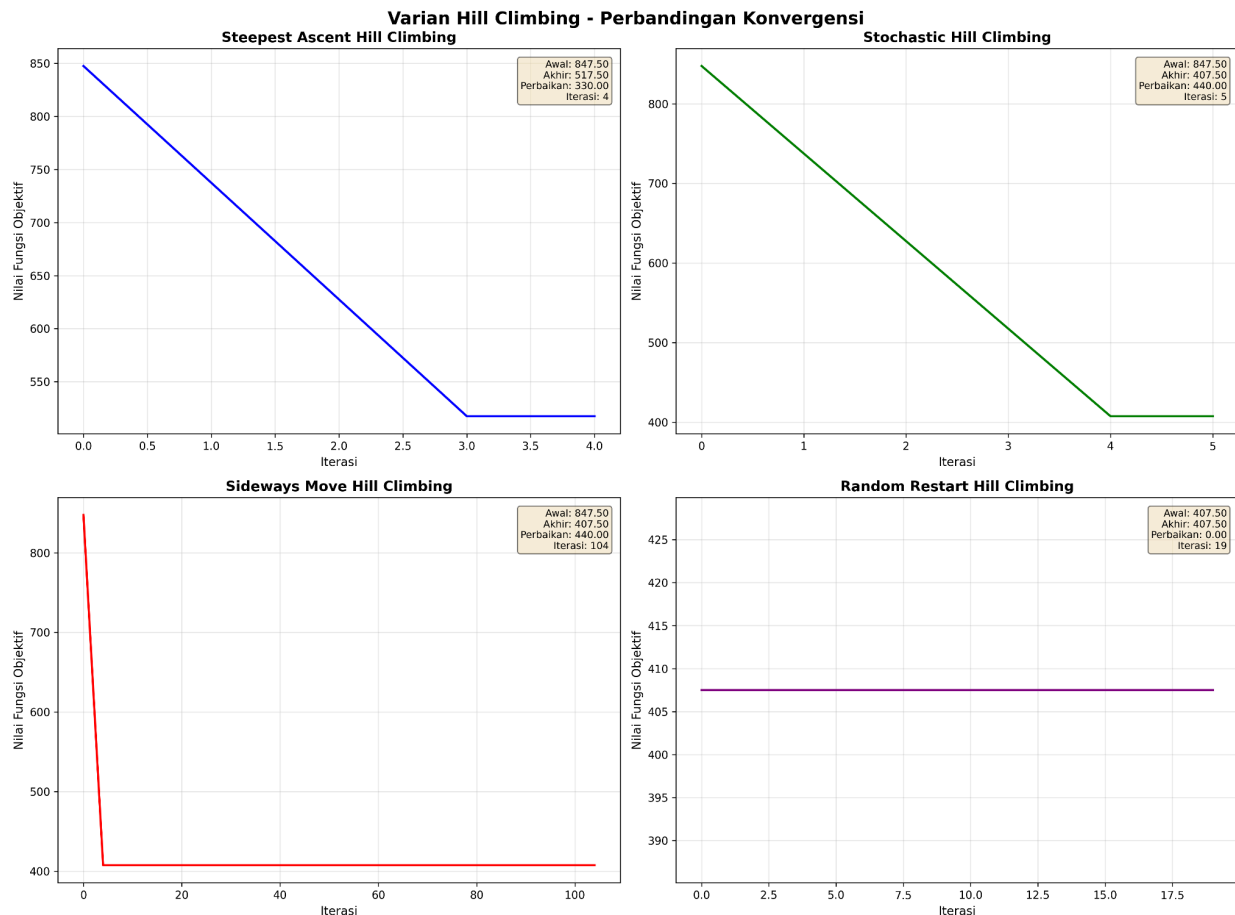 Varian Hill Climbing - Perbandingan Konvergensi
Steepest Ascent Hill Climbing
Awal: 847.50
Akhir: 517.50
Perbaikan: 330.00
Iterasi: 4
Nilai Fungsi Objektif
850
800
750
700
650
600
550
0.0 0.5 1.0 1.5 2.0 2.5 3.0 3.5 4.0
Iterasi
Stochastic Hill Climbing
Awal: 847.50
Akhir: 407.50
Perbaikan: 440.00
Iterasi: 5
Nilai Fungsi Objektif
800
700
600
500
400
0 1 2 3 4 5
Iterasi
Sideways Move Hill Climbing
Awal: 847.50
Akhir: 407.50
Perbaikan: 440.00
Iterasi: 104
Nilai Fungsi Objektif
800
700
600
500
400
0 20 40 60 80 100
Iterasi
Random Restart Hill Climbing
Awal: 407.50
Akhir: 407.50
Perbaikan: 0.00
Iterasi: 19
Nilai Fungsi Objektif
425
420
415
410
405
400
395
390
0.0 2.5 5.0 7.5 10.0 12.5 15.0 17.5
Iterasi